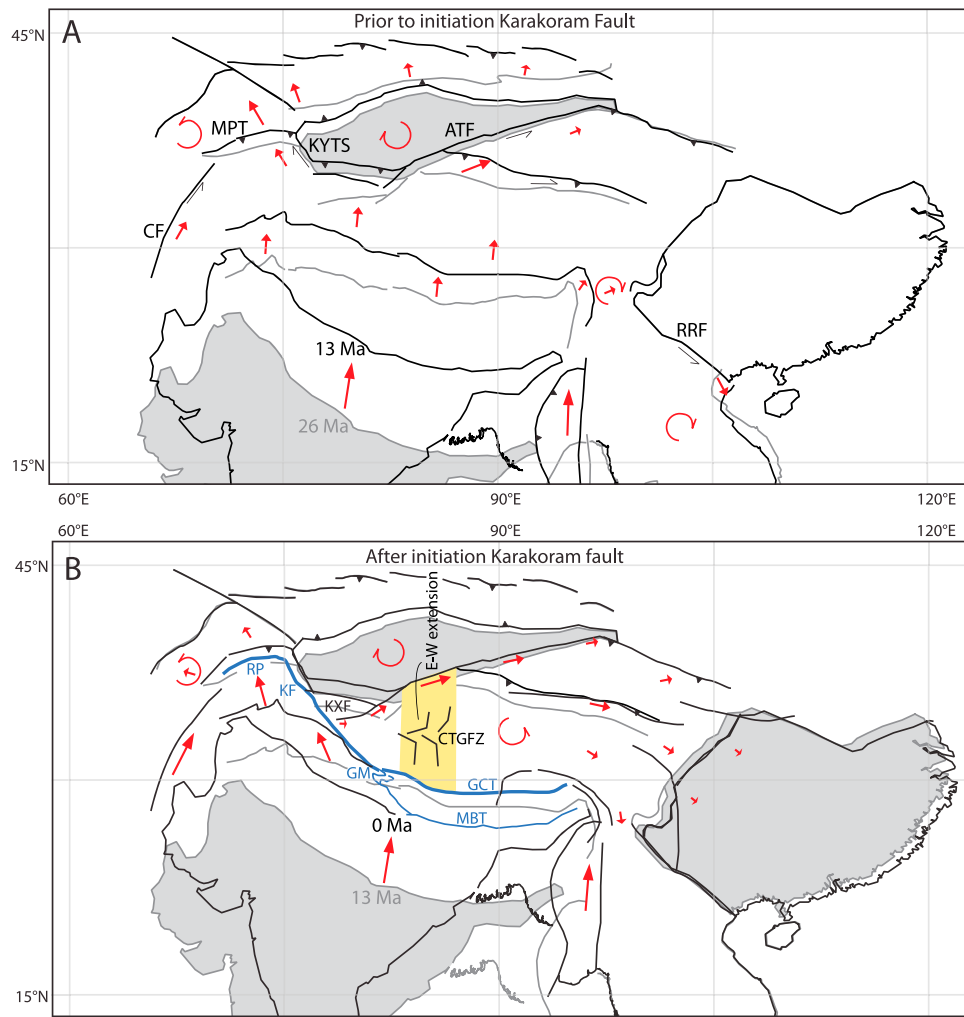 A
Prior to initiation Karakoram Fault
45°N
MPT
KYTS
ATF
CF
13 Ma
RRF
26 Ma
15°N
60°E
90°E
120°E
60°E
90°E
120°E
B
After initiation Karakoram fault
45°N
E-W extension
RP
KF
KXF
CTGFZ
GM
GCT
MBT
0 Ma
13 Ma
15°N